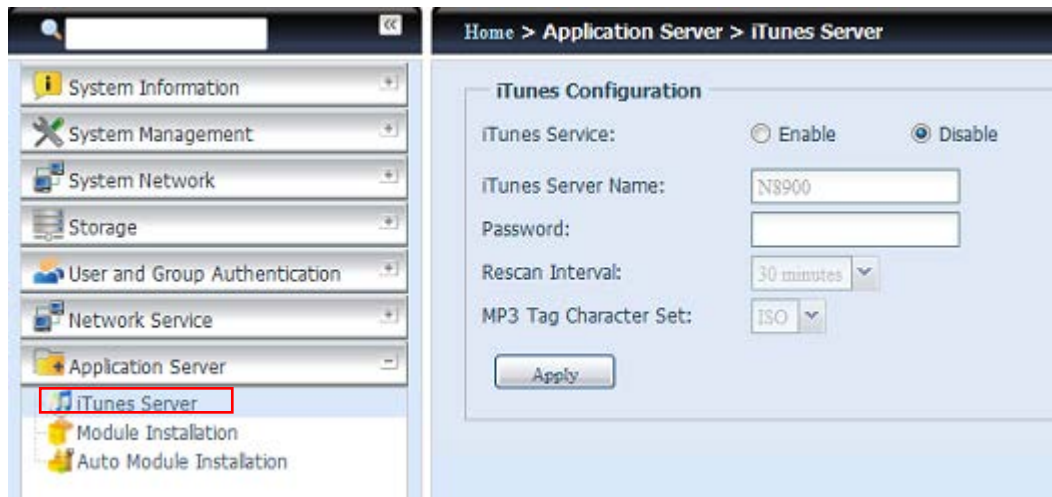 Home > Application Server > iTunes Server
System Information
System Management
System Network
Storage
User and Group Authentication
Network Service
Application Server
iTunes Server
Module Installation
Auto Module Installation
iTunes Configuration
iTunes Service: Enable Disable
iTunes Server Name: N8900
Password:
Rescan Interval: 30 minutes
MP3 Tag Character Set: ISO
Apply